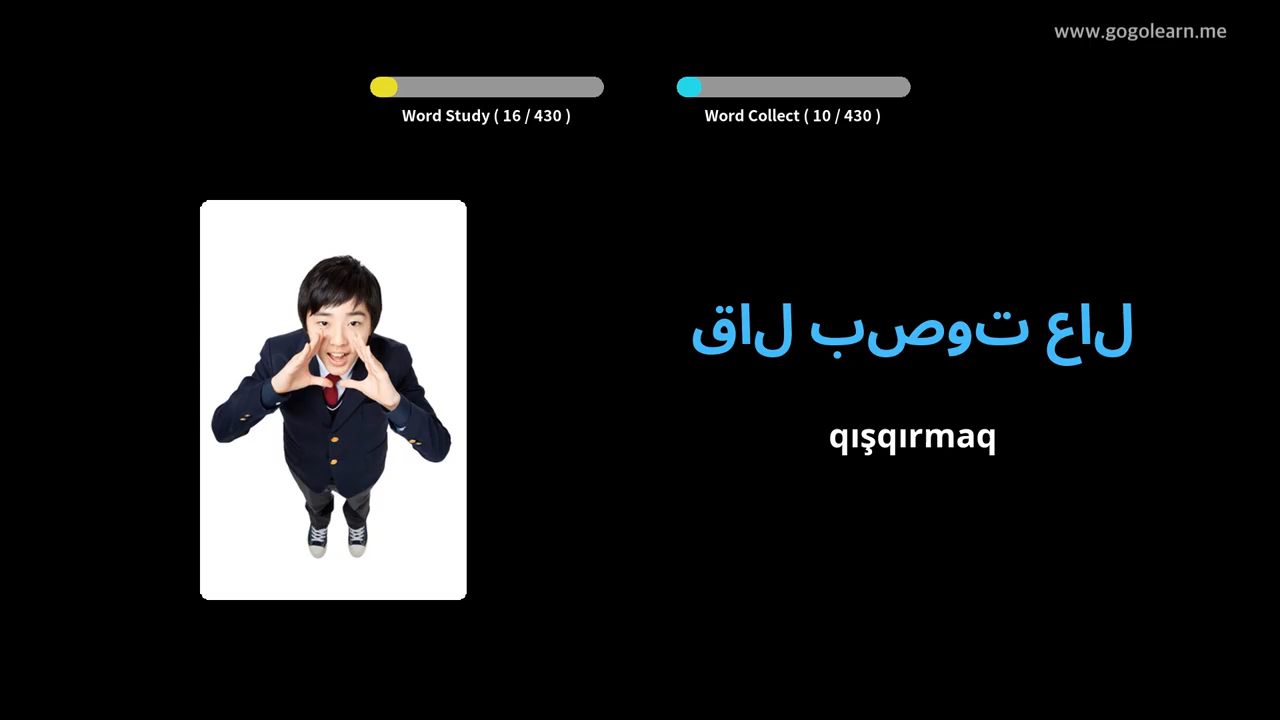 www.gogolearn.me
Word Study ( 16 / 430 )
Word Collect ( 10 / 430 )
قال بصوت عال
qışqırmaq